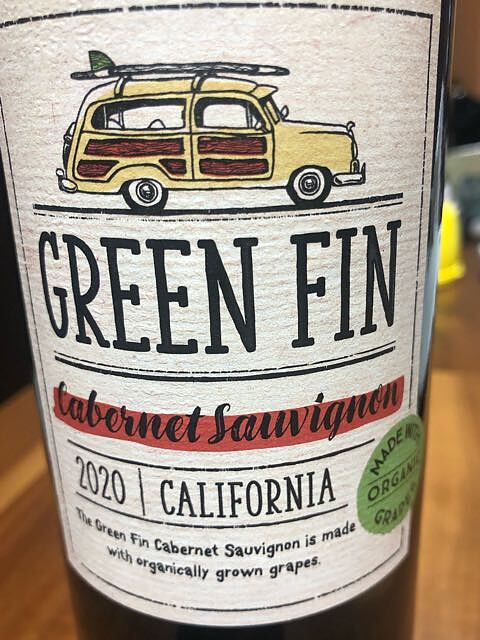 GREEN FIN
Cabernet Sauvignon
2020 | CALIFORNIA
The Green Fin Cabernet Sauvignon is made
with organically grown grapes.
MADE WITH
ORGANIC